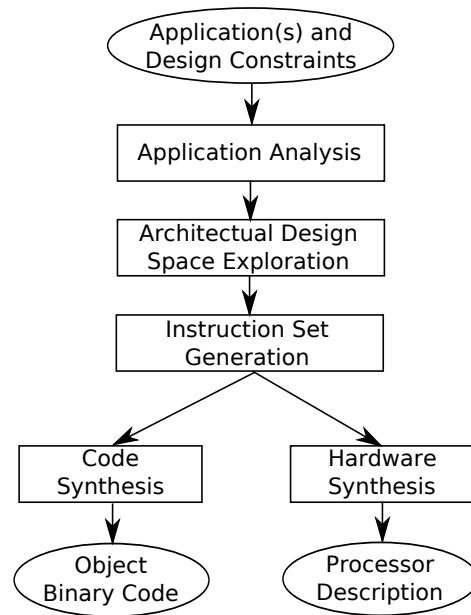 Application(s) and
Design Constraints
Application Analysis
Architectual Design
Space Exploration
Instruction Set
Generation
Code
Synthesis
Hardware
Synthesis
Object
Binary Code
Processor
Description